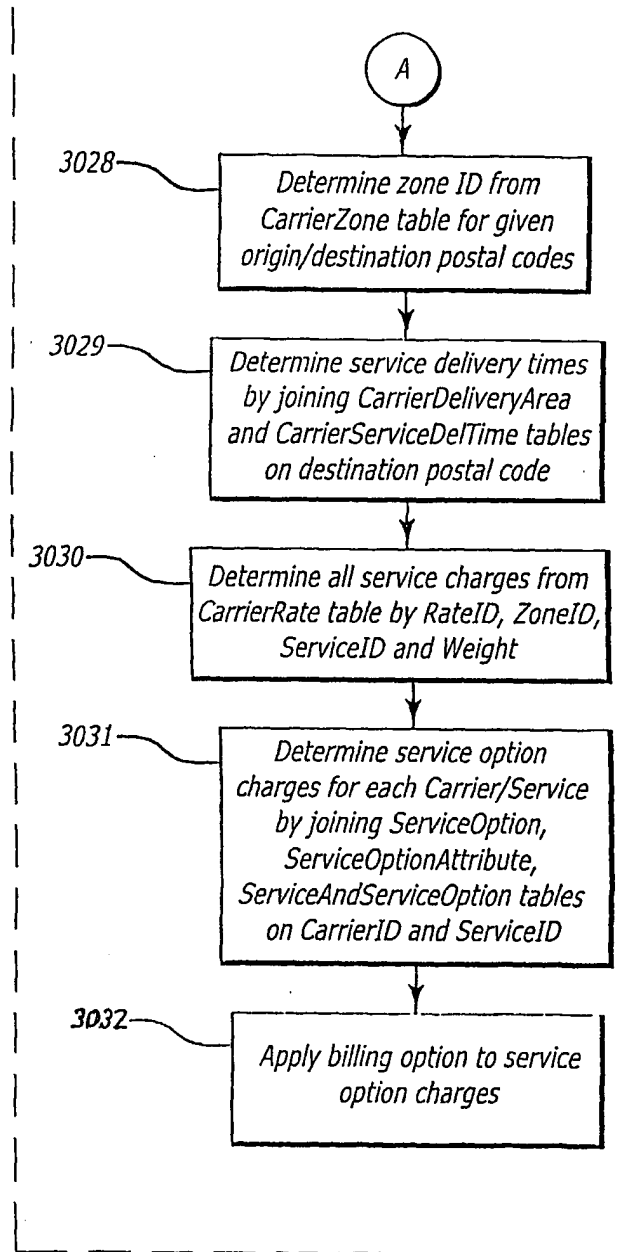 A
3028
Determine zone ID from
CarrierZone table for given
origin/destination postal codes
3029
Determine service delivery times
by joining CarrierDeliveryArea
and CarrierServiceDelTime tables
on destination postal code
3030
Determine all service charges from
CarrierRate table by RateID, ZoneID,
ServiceID and Weight
3031
Determine service option
charges for each Carrier/Service
by joining ServiceOption,
ServiceOptionAttribute,
ServiceAndServiceOption tables
on CarrierID and ServiceID
3032
Apply billing option to service
option charges